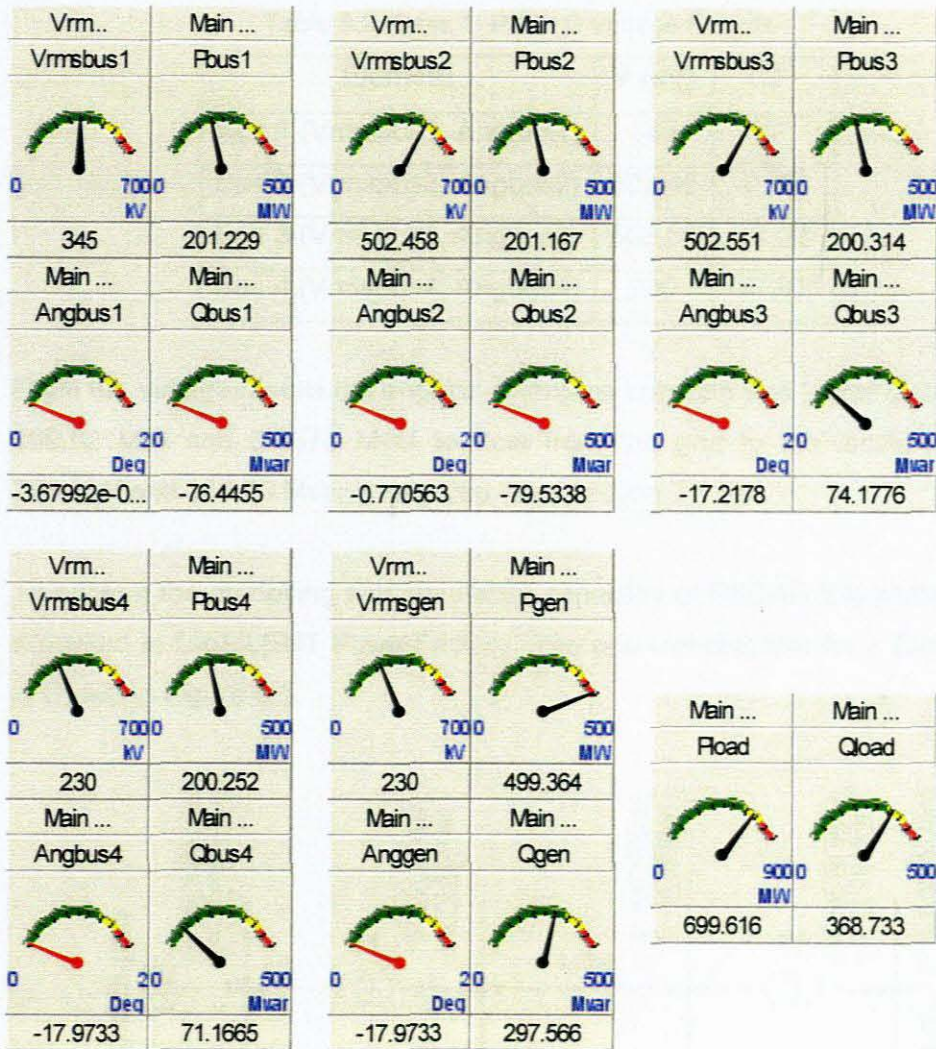 Vrm... Main ...
Vrmsbus1 Pbus1
0 700 0 500
KV MW
345 201.229
Main ... Main ...
Angbus1 Qbus1
0 20 0 500
Deq Mvar
-3.67992e-0... -76.4455
Vrm... Main ...
Vrmsbus2 Pbus2
0 700 0 500
KV MW
502.458 201.167
Main ... Main ...
Angbus2 Qbus2
0 20 0 500
Deq Mvar
-0.770563 -79.5338
Vrm... Main ...
Vrmsbus3 Pbus3
0 700 0 500
KV MW
502.551 200.314
Main ... Main ...
Angbus3 Qbus3
0 20 0 500
Deq Mvar
-17.2178 74.1776
Vrm... Main ...
Vrmsbus4 Pbus4
0 700 0 500
KV MW
230 200.252
Main ... Main ...
Angbus4 Qbus4
0 20 0 500
Deq Mvar
-17.9733 71.1665
Vrm... Main ...
Vrmsgen Pgen
0 700 0 500
KV MW
230 499.364
Main ... Main ...
Anggen Qgen
0 20 0 500
Deq Mvar
-17.9733 297.566
Main ... Main ...
Pload Qload
0 900 0 500
MW
699.616 368.733